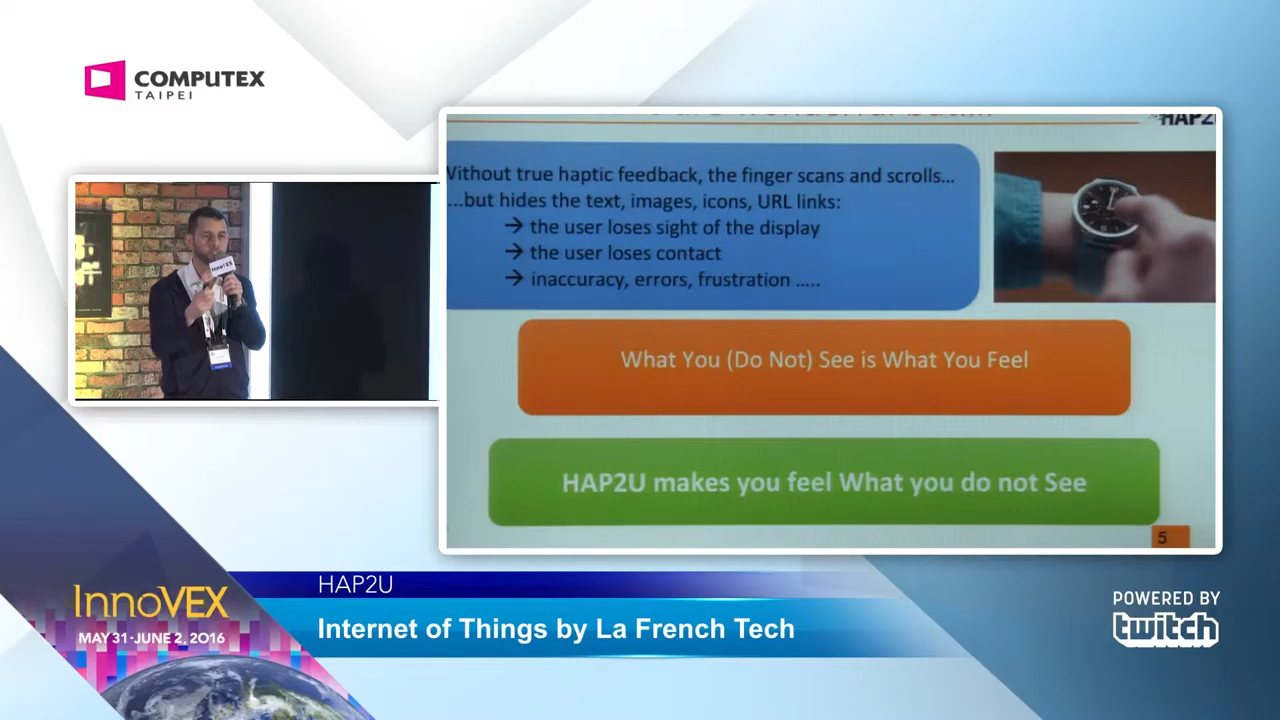 COMPUTEX
TAIPEI
HAP2U
Without true haptic feedback, the finger scans and scrolls…
...but hides the text, images, icons, URL links:
→ the user loses sight of the display
→ the user loses contact
→ inaccuracy, errors, frustration …..
What You (Do Not) See is What You Feel
HAP2U makes you feel What you do not See
5
InnoVEX
InnoVEX
MAY 31-JUNE 2, 2016
HAP2U
Internet of Things by La French Tech
POWERED BY
twitch